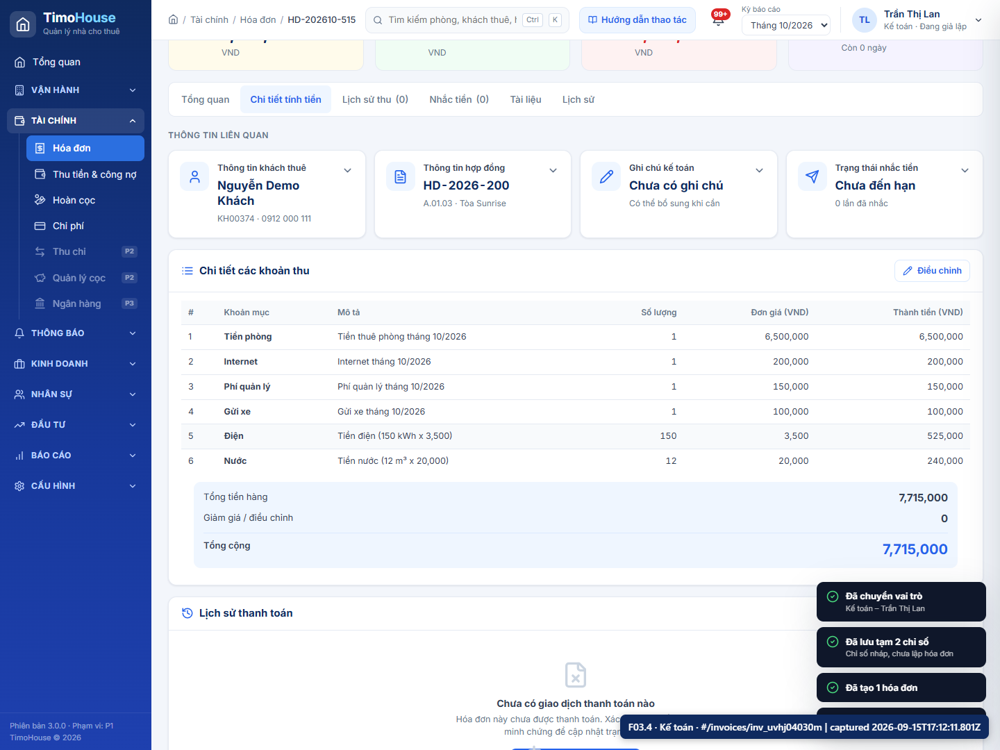 TimoHouse
Quản lý nhà cho thuê
Tổng quan
VẬN HÀNH
TÀI CHÍNH
Hóa đơn
Thu tiền & công nợ
Hoàn cọc
Chi phí
Thu chi P2
Quản lý cọc P2
Ngân hàng P3
THÔNG BÁO
KINH DOANH
NHÂN SỰ
ĐẦU TƯ
BÁO CÁO
CẤU HÌNH
Phiên bản 3.0.0 · Phạm vi: P1
TimoHouse © 2026
/ Tài chính / Hóa đơn / HD-202610-515
Tìm kiếm phòng, khách thuê, Ctrl K
Hướng dẫn thao tác
99+
Kỳ báo cáo
Tháng 10/2026
TL
Trần Thị Lan
Kế toán · Đang giả lập
VND
VND
VND
Còn 0 ngày
Tổng quan
Chi tiết tính tiền
Lịch sử thu (0)
Nhắc tiền (0)
Tài liệu
Lịch sử
THÔNG TIN LIÊN QUAN
Thông tin khách thuê
Nguyễn Demo
Khách
KH00374 · 0912 000 111
Thông tin hợp đồng
HD-2026-200
A.01.03 · Tòa Sunrise
Ghi chú kế toán
Chưa có ghi chú
Có thể bổ sung khi cần
Trạng thái nhắc tiền
Chưa đến hạn
0 lần đã nhắc
Chi tiết các khoản thu
Điều chỉnh
# Khoản mục Mô tả Số lượng Đơn giá (VND) Thành tiền (VND)
1 Tiền phòng Tiền thuê phòng tháng 10/2026 1 6,500,000 6,500,000
2 Internet Internet tháng 10/2026 1 200,000 200,000
3 Phí quản lý Phí quản lý tháng 10/2026 1 150,000 150,000
4 Gửi xe Gửi xe tháng 10/2026 1 100,000 100,000
5 Điện Tiền điện (150 kWh x 3,500) 150 3,500 525,000
6 Nước Tiền nước (12 m³ x 20,000) 12 20,000 240,000
Tổng tiền hàng 7,715,000
Giảm giá / điều chỉnh 0
Tổng cộng 7,715,000
Lịch sử thanh toán
Chưa có giao dịch thanh toán nào
Hóa đơn này chưa được thanh toán.
minh chứng để cập nhật
Đã chuyển vai trò
Kế toán – Trần Thị Lan
Đã lưu tạm 2 chỉ số
Chỉ số nháp, chưa lập hóa đơn
Đã tạo 1 hóa đơn
F03.4 · Kế toán · #/invoices/inv_uvhj04030m | captured 2026-09-15T17:12:11.801Z